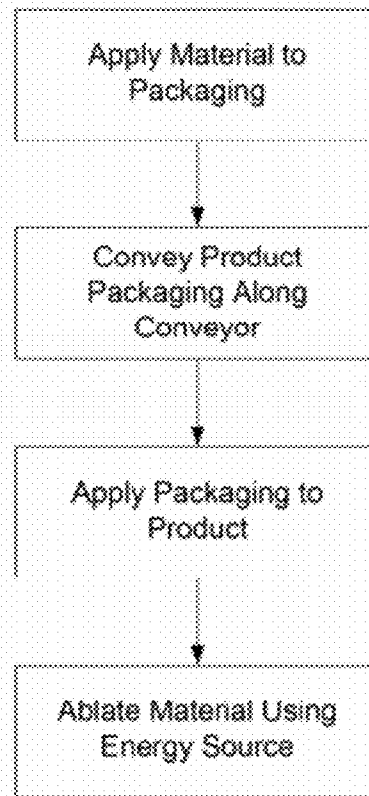 Apply Material to
Packaging
Convey Product
Packaging Along
Conveyor
Apply Packaging to
Product
Ablate Material Using
Energy Source